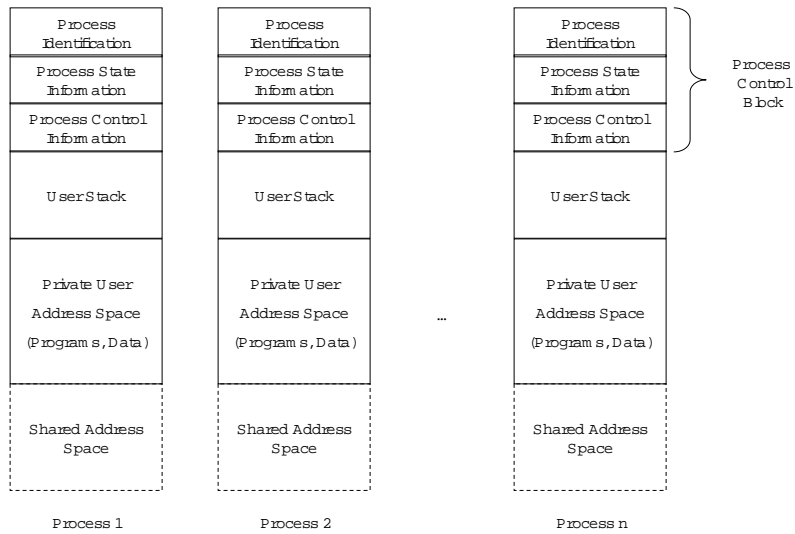 Process
Identification
Process State
Information
Process Control
Information
User Stack
Private User
Address Space
(Programs, Data)
Shared Address
Space
Process 1
Process
Identification
Process State
Information
Process Control
Information
User Stack
Private User
Address Space
(Programs, Data)
Shared Address
Space
Process 2
...
Process
Identification
Process State
Information
Process Control
Information
User Stack
Private User
Address Space
(Programs, Data)
Shared Address
Space
Process n
Process
Control
Block